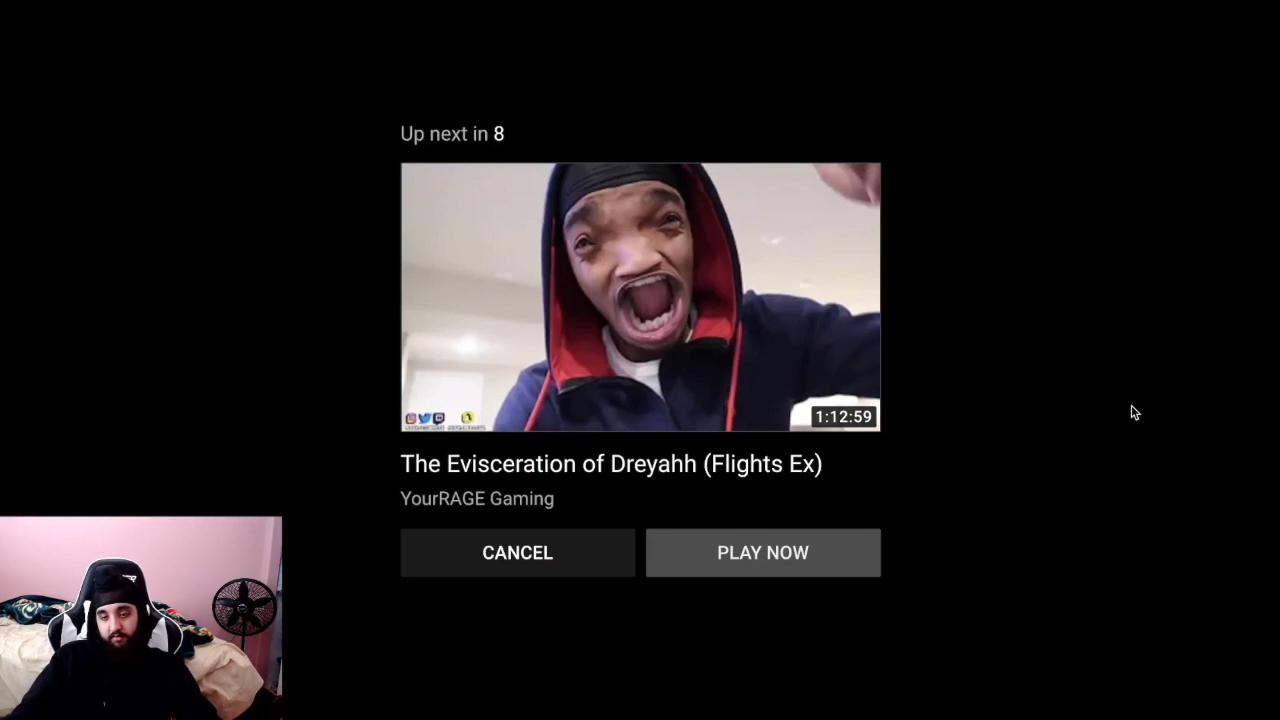 Up next in 8
1:12:59
The Evisceration of Dreyahh (Flights Ex)
YourRAGE Gaming
CANCEL
PLAY NOW